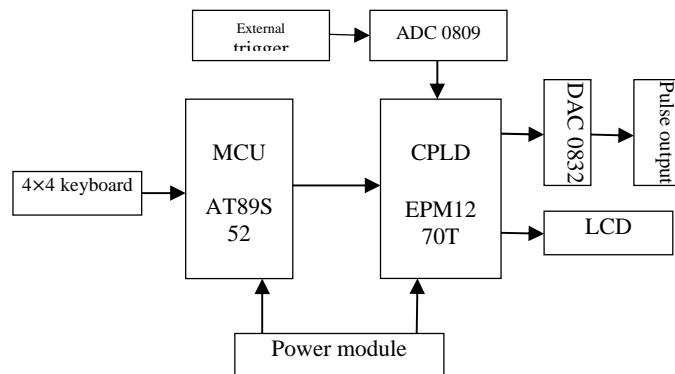 External
trigger
ADC 0809
MCU
AT89S
52
CPLD
EPM12
70T
DAC 0832
Pulse output
4×4 keyboard
LCD
Power module